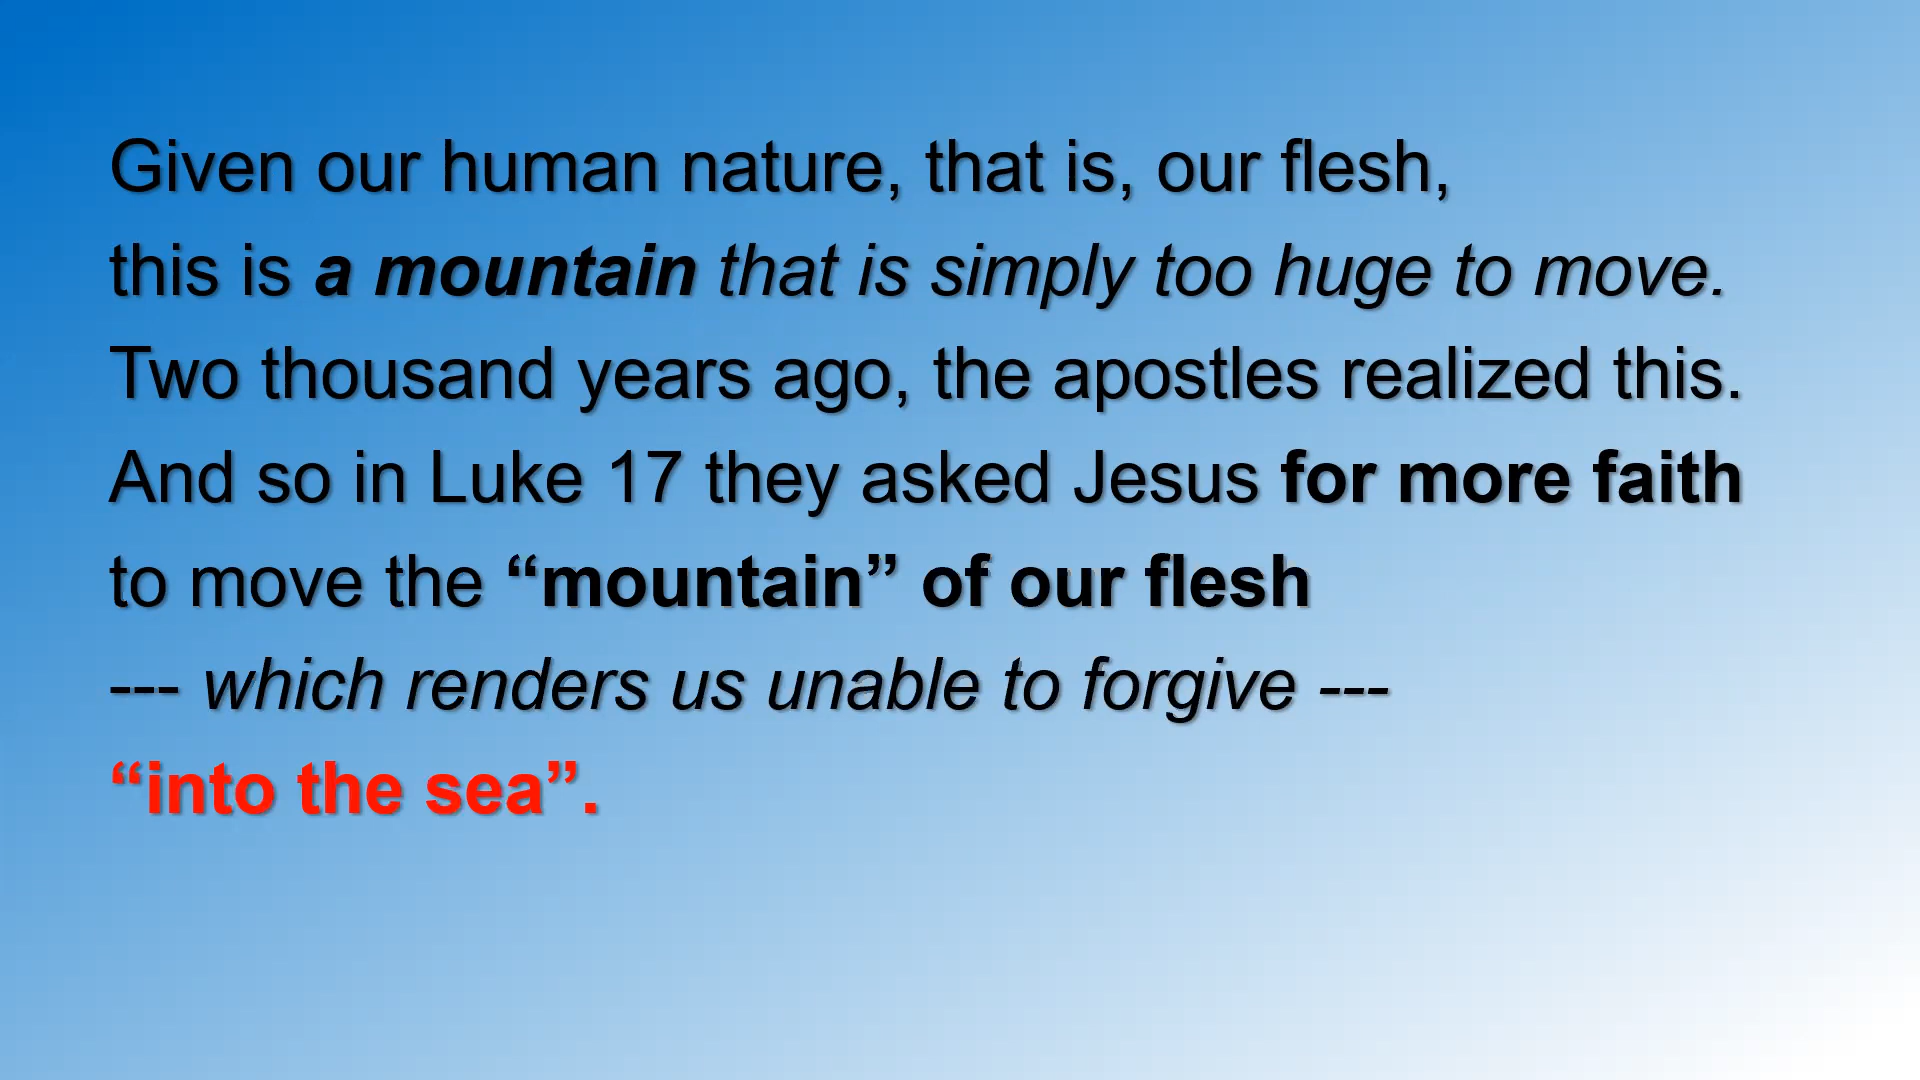 Given our human nature, that is, our flesh,
this is a mountain that is simply too huge to move.
Two thousand years ago, the apostles realized this.
And so in Luke 17 they asked Jesus for more faith
to move the “mountain” of our flesh
--- which renders us unable to forgive ---
“into the sea”.